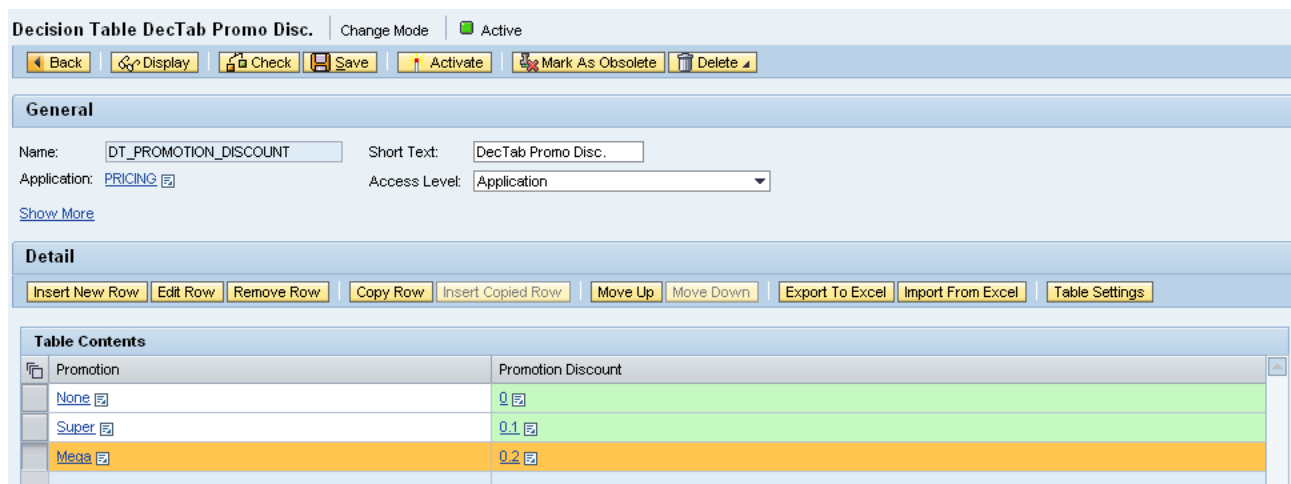 Decision Table DecTab Promo Disc. Change Mode Active
Back Display Check Save Activate Mark As Obsolete Delete
General
Name: DT_PROMOTION_DISCOUNT Short Text: DecTab Promo Disc.
Application: PRICING Access Level: Application
Show More
Detail
Insert New Row Edit Row Remove Row Copy Row Insert Copied Row Move Up Move Down Export To Excel Import From Excel Table Settings
Table Contents
Promotion Promotion Discount
None 0
Super 0.1
Mega 0.2